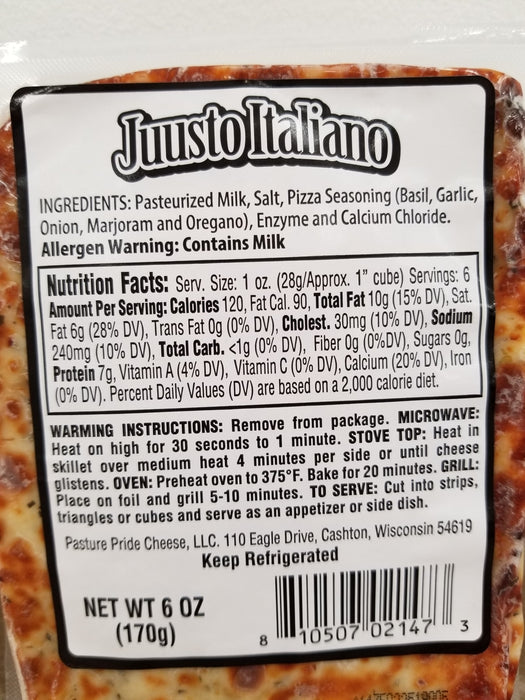 Juusto Italiano
INGREDIENTS: Pasteurized Milk, Salt, Pizza Seasoning (Basil, Garlic,
Onion, Marjoram and Oregano), Enzyme and Calcium Chloride.
Allergen Warning: Contains Milk
Nutrition Facts: Serv. Size: 1 oz. (28g/Approx. 1" cube) Servings: 6
Amount Per Serving: Calories 120, Fat Cal. 90, Total Fat 10g (15% DV), Sat.
Fat 6g (28% DV), Trans Fat 0g (0% DV), Cholest. 30mg (10% DV), Sodium
240mg (10% DV), Total Carb. <1g (0% DV), Fiber 0g (0%DV), Sugars 0g,
Protein 7g, Vitamin A (4% DV), Vitamin C (0% DV), Calcium (20% DV), Iron
(0% DV). Percent Daily Values (DV) are based on a 2,000 calorie diet.
WARMING INSTRUCTIONS: Remove from package. MICROWAVE:
Heat on high for 30 seconds to 1 minute. STOVE TOP: Heat in
skillet over medium heat 4 minutes per side or until cheese
glistens. OVEN: Preheat oven to 375°F. Bake for 20 minutes. GRILL:
Place on foil and grill 5-10 minutes. TO SERVE: Cut into strips,
triangles or cubes and serve as an appetizer or side dish.
Pasture Pride Cheese, LLC. 110 Eagle Drive, Cashton, Wisconsin 54619
Keep Refrigerated
NET WT 6 OZ
(170g)
8 10507 02147 3